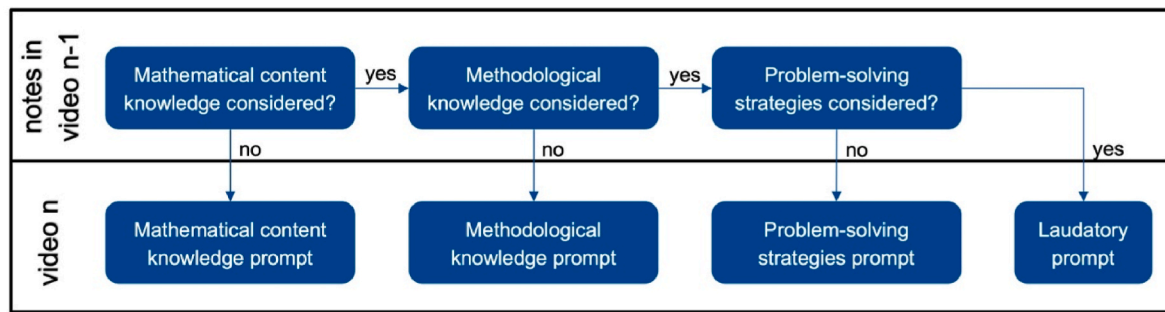 notes in
video n-1
Mathematical content
knowledge considered?
yes
Methodological
knowledge considered?
yes
Problem-solving
strategies considered?
no
no
no
yes
video n
Mathematical content
knowledge prompt
Methodological
knowledge prompt
Problem-solving
strategies prompt
Laudatory
prompt